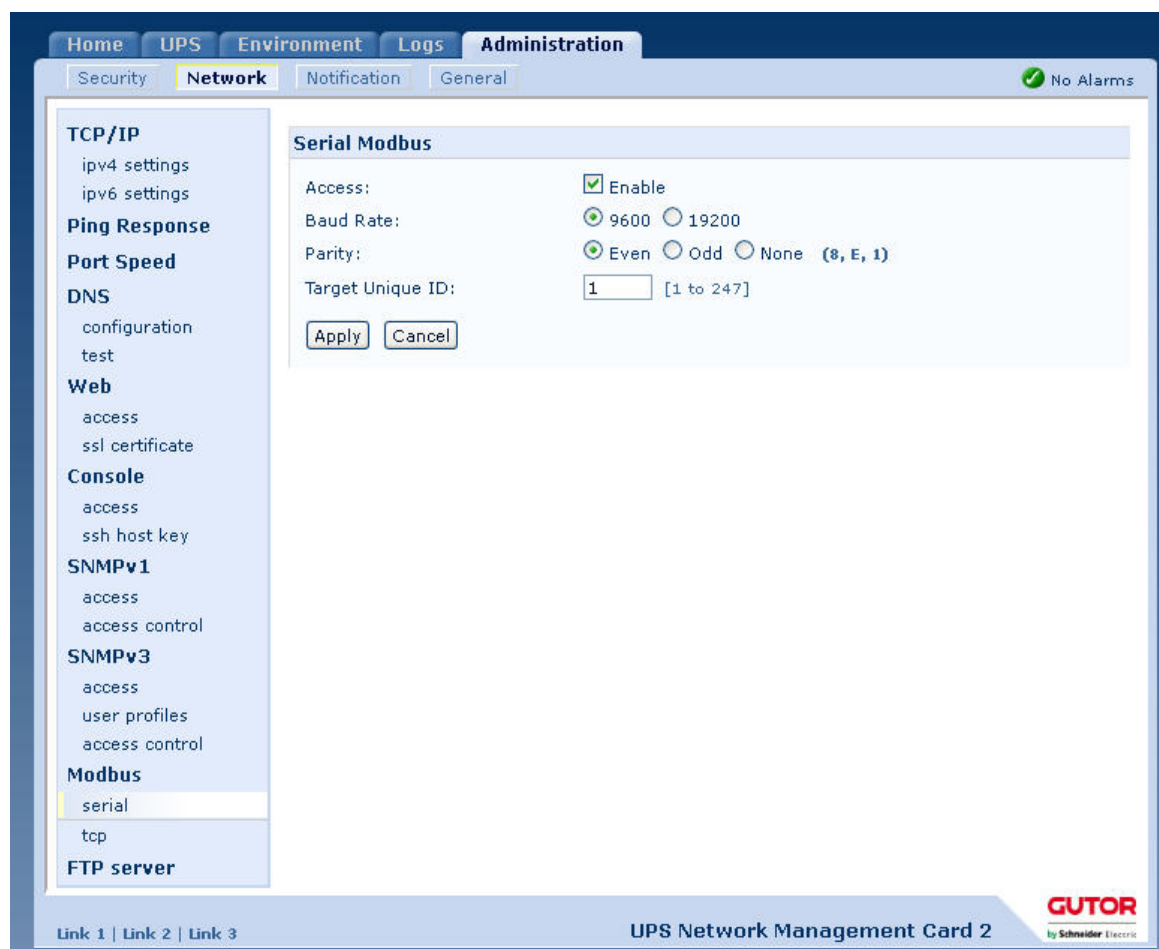 Home UPS Environment Logs Administration
Security Network Notification General No Alarms
TCP/IP
ipv4 settings
ipv6 settings
Ping Response
Port Speed
DNS
configuration
test
Web
access
ssl certificate
Console
access
ssh host key
SNMPv1
access
access control
SNMPv3
access
user profiles
access control
Modbus
serial
tcp
FTP server
Serial Modbus
Access: Enable
Baud Rate: 9600 19200
Parity: Even Odd None (8, E, 1)
Target Unique ID: 1 [1 to 247]
Apply Cancel
Link 1 | Link 2 | Link 3
UPS Network Management Card 2
GUTOR
by Schneider Electric